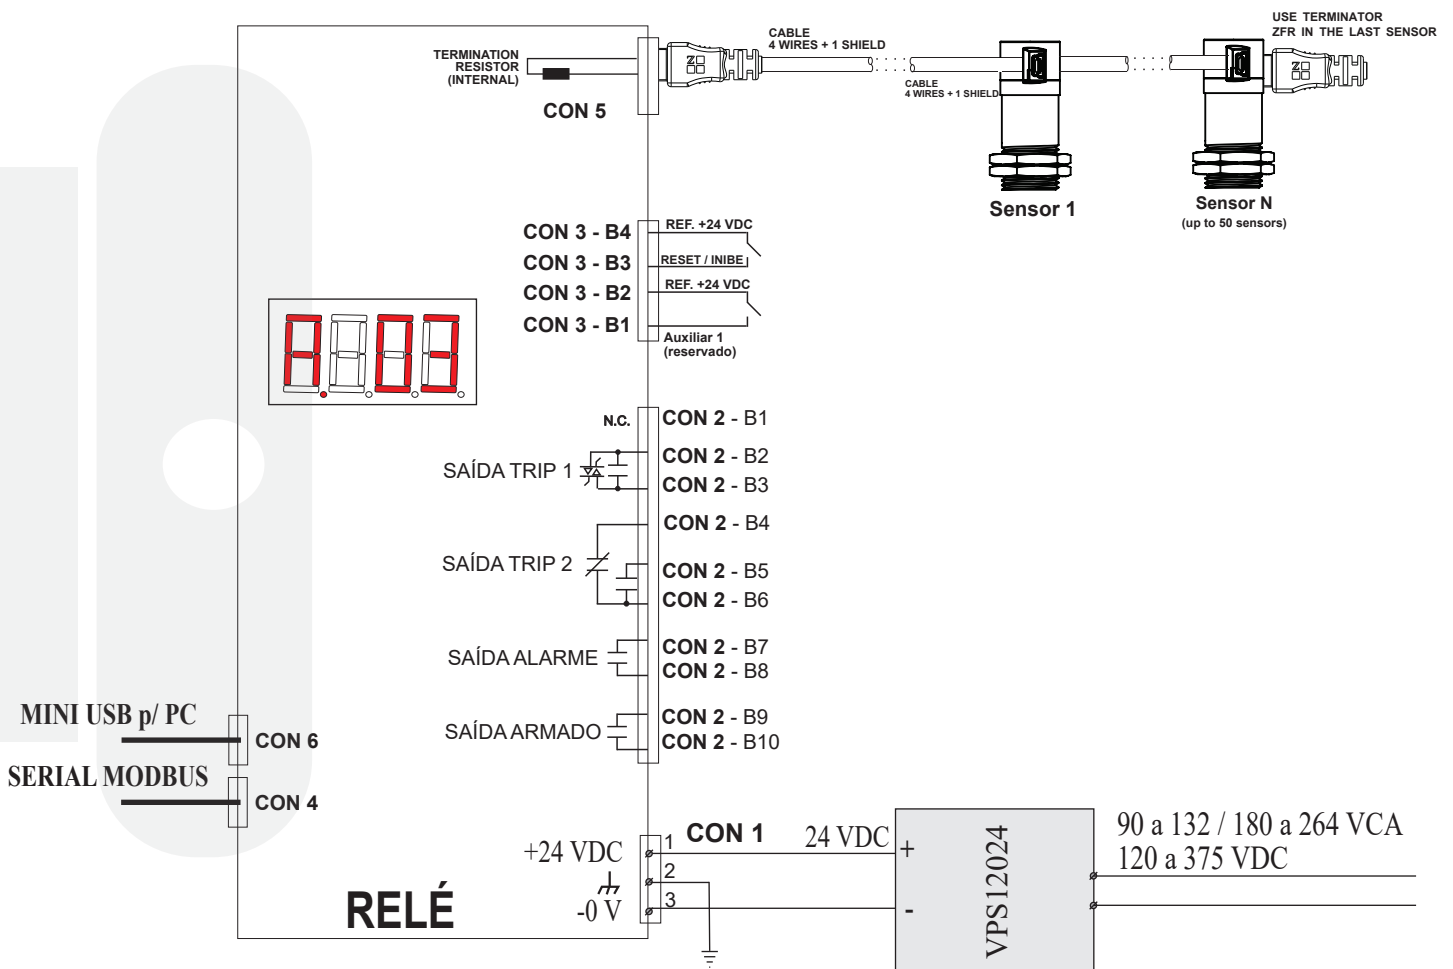 USE TERMINATOR
ZFR IN THE LAST SENSOR
CABLE
4 WIRES + 1 SHIELD
TERMINATION
RESISTOR
(INTERNAL)
CON 5
CABLE
4 WIRES + 1 SHIELD
Sensor 1
Sensor N
(up to 50 sensors)
CON 3 - B4
REF. +24 VDC
CON 3 - B3
RESET / INIBE
CON 3 - B2
REF. +24 VDC
CON 3 - B1
Auxiliar 1
(reservado)
A.003
N.C.
CON 2 - B1
SAÍDA TRIP 1
CON 2 - B2
CON 2 - B3
CON 2 - B4
SAÍDA TRIP 2
CON 2 - B5
CON 2 - B6
SAÍDA ALARME
CON 2 - B7
CON 2 - B8
SAÍDA ARMADO
CON 2 - B9
CON 2 - B10
MINI USB p/ PC
CON 6
SERIAL MODBUS
CON 4
CON 1
+24 VDC
1
2
-0 V
3
RELÉ
24 VDC
+
-
VPS12024
90 a 132 / 180 a 264 VCA
120 a 375 VDC